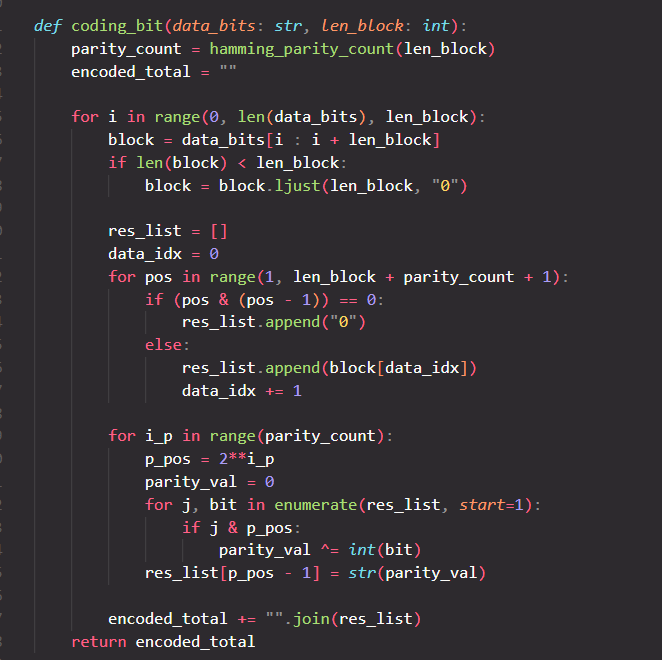 def coding_bit(data_bits: str, len_block: int):
    parity_count = hamming_parity_count(len_block)
    encoded_total = ""

    for i in range(0, len(data_bits), len_block):
        block = data_bits[i : i + len_block]
        if len(block) < len_block:
            block = block.ljust(len_block, "0")

        res_list = []
        data_idx = 0
        for pos in range(1, len_block + parity_count + 1):
            if (pos & (pos - 1)) == 0:
                res_list.append("0")
            else:
                res_list.append(block[data_idx])
                data_idx += 1

        for i_p in range(parity_count):
            p_pos = 2**i_p
            parity_val = 0
            for j, bit in enumerate(res_list, start=1):
                if j & p_pos:
                    parity_val ^= int(bit)
            res_list[p_pos - 1] = str(parity_val)

        encoded_total += "".join(res_list)
    return encoded_total